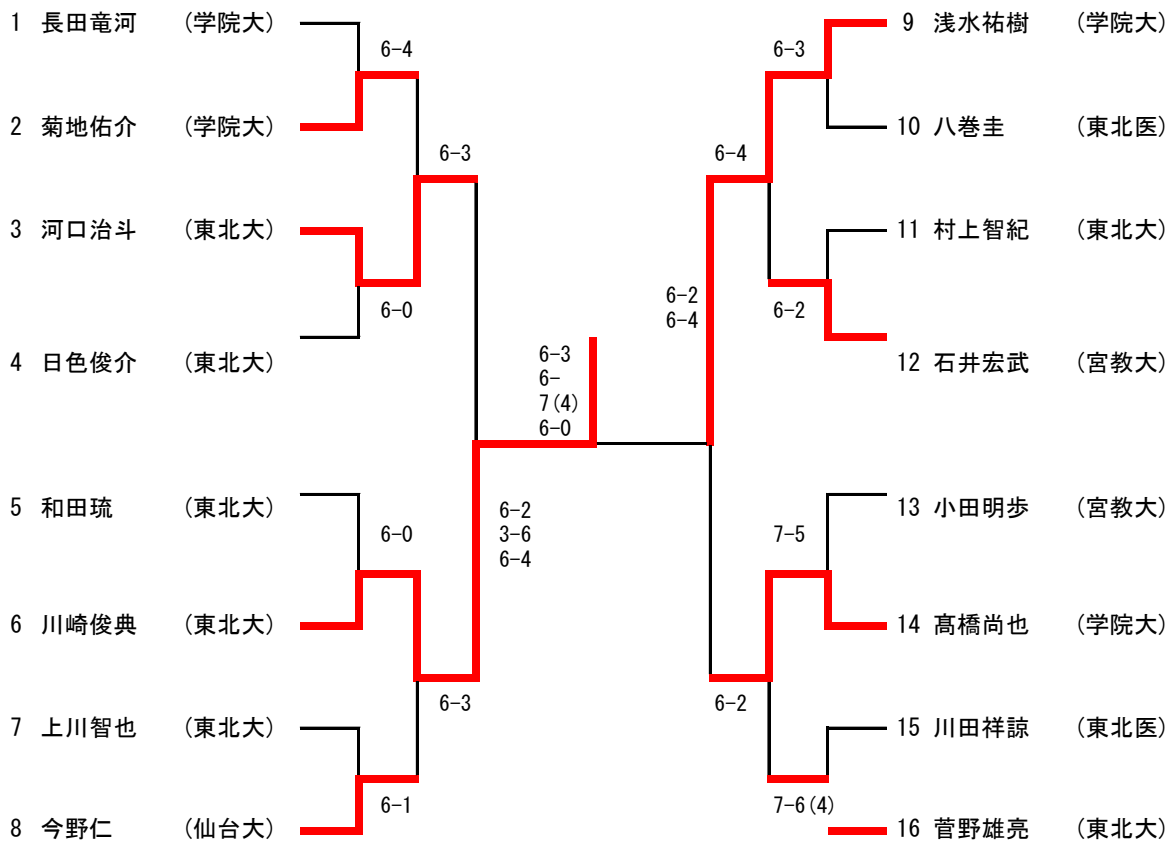 1 長田竜河 (学院大)
6-4
2 菊地佑介 (学院大)
6-3
3 河口治斗 (東北大)
6-0
4 日色俊介 (東北大)
6-3
6-
7(4)
6-0
5 和田琉 (東北大)
6-0
6-2
3-6
6-4
6 川崎俊典 (東北大)
6-3
7 上川智也 (東北大)
6-1
8 今野仁 (仙台大)
9 浅水祐樹 (学院大)
6-3
10 八巻圭 (東北医)
6-4
11 村上智紀 (東北大)
6-2
6-4
6-2
12 石井宏武 (宮教大)
13 小田明歩 (宮教大)
7-5
14 髙橋尚也 (学院大)
6-2
15 川田祥諒 (東北医)
7-6(4)
16 菅野雄亮 (東北大)